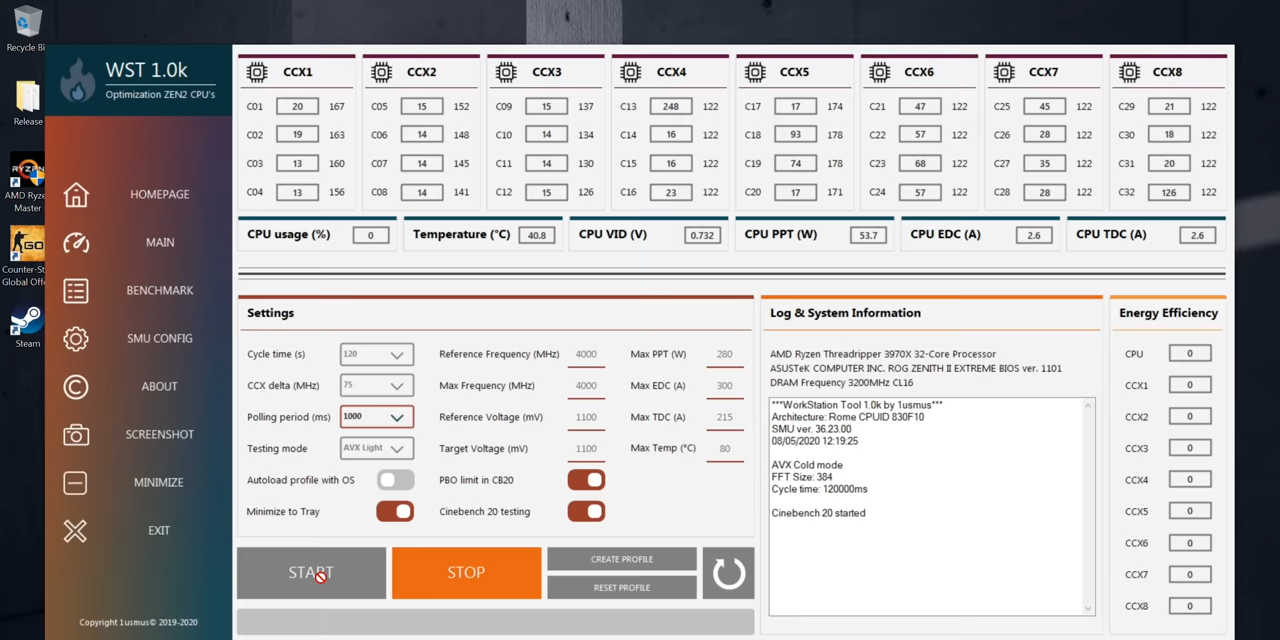 Recycle Bi
Release
RYZEN
AMD Ryze
Master
GO
Counter-St
Global Offe
Steam
WST 1.0k
Optimization ZEN2 CPU's
HOMEPAGE
MAIN
BENCHMARK
SMU CONFIG
ABOUT
SCREENSHOT
MINIMIZE
EXIT
Copyright 1usmus© 2019-2020
CCX1 CCX2 CCX3 CCX4 CCX5 CCX6 CCX7 CCX8
C01 20 167 C05 15 152 C09 15 137 C13 248 122 C17 17 174 C21 47 122 C25 45 122 C29 21 122
C02 19 163 C06 14 148 C10 14 134 C14 16 122 C18 93 178 C22 57 122 C26 28 122 C30 18 122
C03 13 160 C07 14 145 C11 14 130 C15 16 122 C19 74 178 C23 68 122 C27 35 122 C31 20 122
C04 13 156 C08 14 141 C12 15 126 C16 23 122 C20 17 171 C24 57 122 C28 28 122 C32 126 122
CPU usage (%) 0 Temperature (°C) 40.8 CPU VID (V) 0.732 CPU PPT (W) 53.7 CPU EDC (A) 2.6 CPU TDC (A) 2.6
Settings
Cycle time (s) 120 Reference Frequency (MHz) 4000 Max PPT (W) 280
CCX delta (MHz) 75 Max Frequency (MHz) 4000 Max EDC (A) 300
Polling period (ms) 1000 Reference Voltage (mV) 1100 Max TDC (A) 215
Testing mode AVX Light Target Voltage (mV) 1100 Max Temp (°C) 80
Autoload profile with OS PBO limit in CB20
Minimize to Tray Cinebench 20 testing
START STOP CREATE PROFILE
RESET PROFILE
Log & System Information
AMD Ryzen Threadripper 3970X 32-Core Processor
ASUSTeK COMPUTER INC. ROG ZENITH II EXTREME BIOS ver. 1101
DRAM Frequency 3200MHz CL16
***WorkStation Tool 1.0k by 1usmus***
Architecture: Rome CPUID 830F10
SMU ver. 36.23.00
08/05/2020 12:19:25
AVX Cold mode
FFT Size: 384
Cycle time: 120000ms
Cinebench 20 started
Energy Efficiency
CPU 0
CCX1 0
CCX2 0
CCX3 0
CCX4 0
CCX5 0
CCX6 0
CCX7 0
CCX8 0